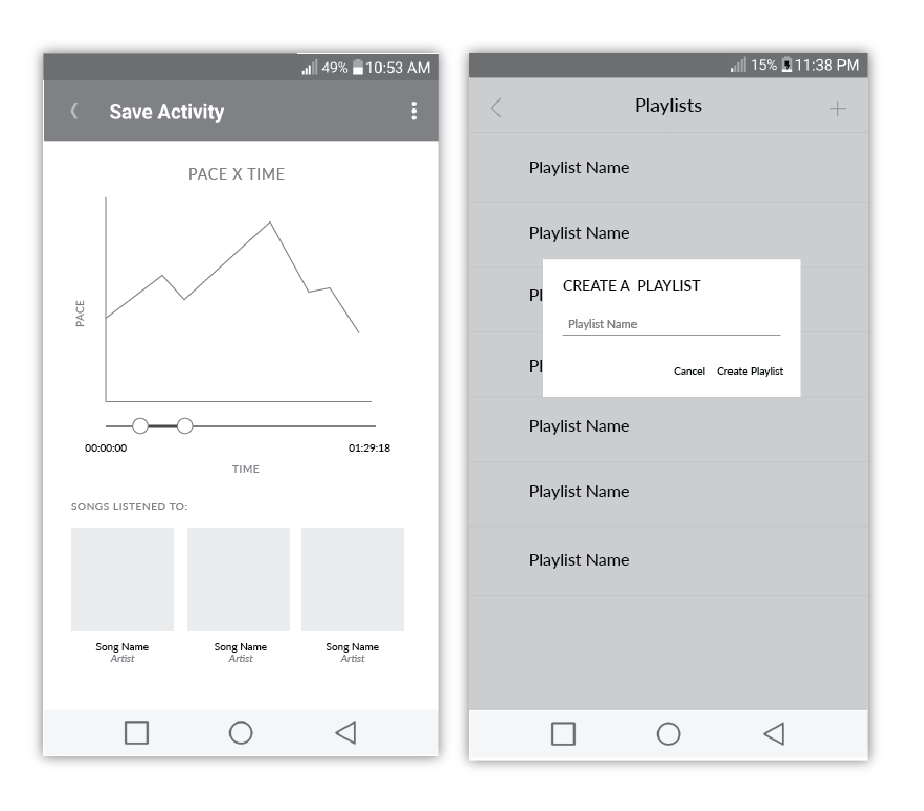 49% 10:53 AM
Save Activity
PACE X TIME
PACE
00:00:00 01:29:18
TIME
SONGS LISTENED TO:
Song Name Song Name Song Name
Artist Artist Artist
15% 11:38 PM
Playlists
Playlist Name
Playlist Name
Pl
CREATE A PLAYLIST
Playlist Name
Pl
Cancel Create Playlist
Playlist Name
Playlist Name
Playlist Name